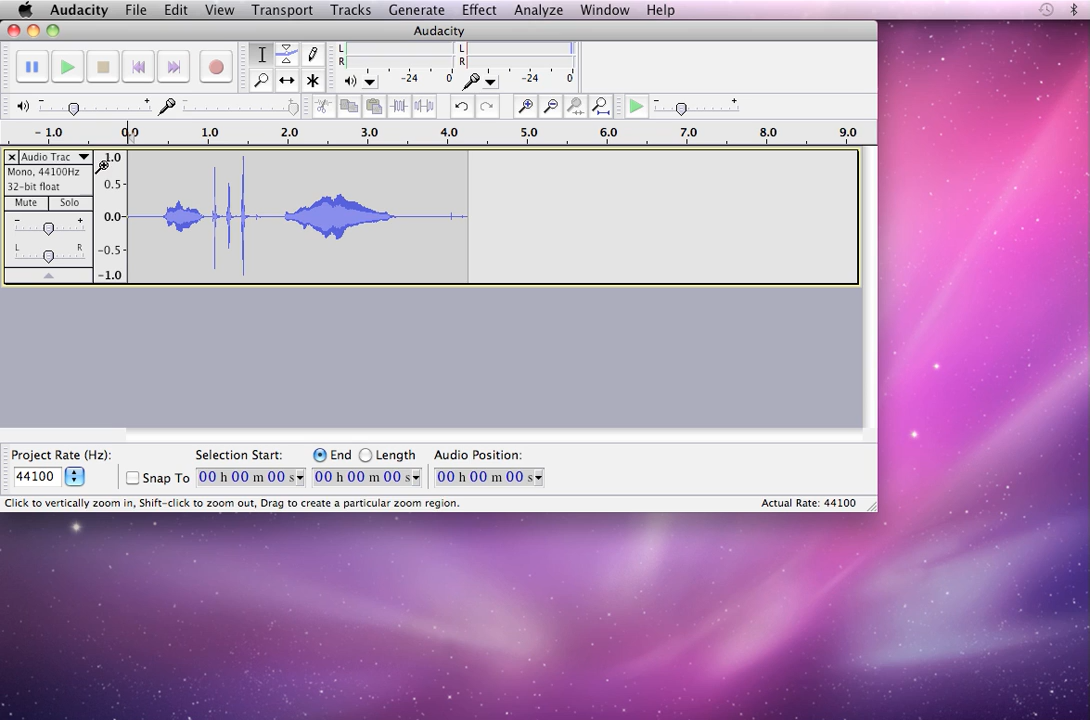 Audacity File Edit View Transport Tracks Generate Effect Analyze Window Help
Audacity
L L
R -24 0 R -24 0
- 1.0 0.0 1.0 2.0 3.0 4.0 5.0 6.0 7.0 8.0 9.0
Audio Trac 1.0
Mono, 44100Hz
32-bit float 0.5
Mute Solo
- + 0.0
L R -0.5
-1.0
Project Rate (Hz): Selection Start: End Length Audio Position:
44100 Snap To 00 h 00 m 00 s 00 h 00 m 00 s 00 h 00 m 00 s
Click to vertically zoom in, Shift-click to zoom out, Drag to create a particular zoom region. Actual Rate: 44100